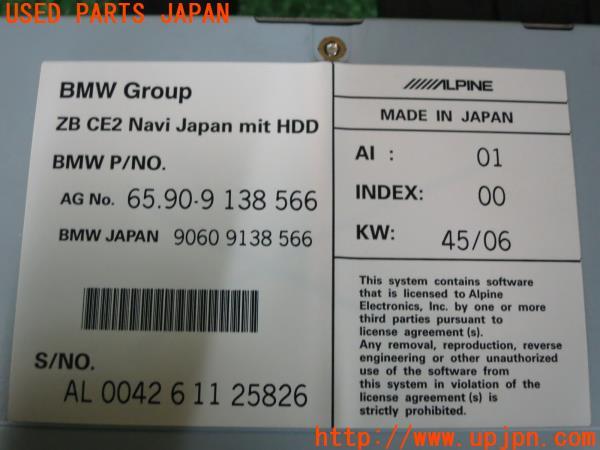 USED PARTS JAPAN
BMW Group
ZB CE2 Navi Japan mit HDD
BMW P/NO.
AG No. 65.90-9 138 566
BMW JAPAN 9060 9138 566
S/NO.
AL 0042 6 11 25826
ALPINE
MADE IN JAPAN
AI : 01
INDEX: 00
KW: 45/06
This system contains software
that is licensed to Alpine
Electronics, Inc. by one or more
third parties pursuant to
license agreement (s).
Any removal, reproduction, reverse
engineering or other unauthorized
use of the software from
this system in violation of the
license agreement (s) is
strictly prohibited.
http://www.upjpn.com/